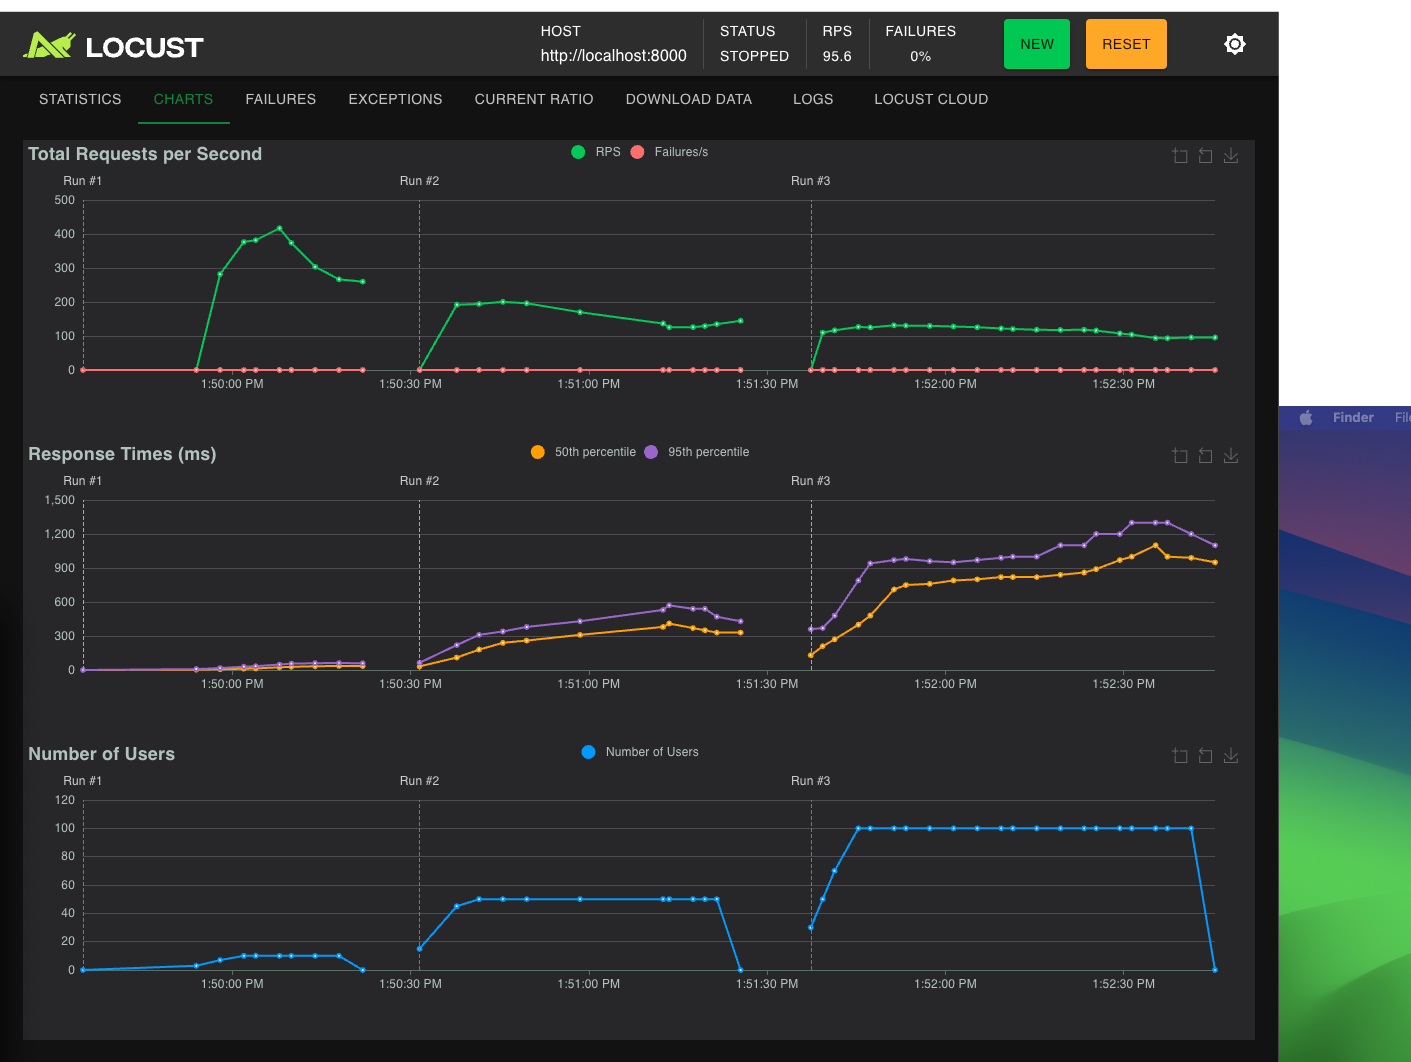 LOCUST
HOST
http://localhost:8000
STATUS
STOPPED
RPS
95.6
FAILURES
0%
NEW
RESET
STATISTICS CHARTS FAILURES EXCEPTIONS CURRENT RATIO DOWNLOAD DATA LOGS LOCUST CLOUD
Total Requests per Second
RPS Failures/s
Run #1 Run #2 Run #3
500
400
300
200
100
0
1:50:00 PM 1:50:30 PM 1:51:00 PM 1:51:30 PM 1:52:00 PM 1:52:30 PM
Finder
Response Times (ms)
50th percentile 95th percentile
Run #1 Run #2 Run #3
1,500
1,200
900
600
300
0
1:50:00 PM 1:50:30 PM 1:51:00 PM 1:51:30 PM 1:52:00 PM 1:52:30 PM
Number of Users
Number of Users
Run #1 Run #2 Run #3
120
100
80
60
40
20
0
1:50:00 PM 1:50:30 PM 1:51:00 PM 1:51:30 PM 1:52:00 PM 1:52:30 PM